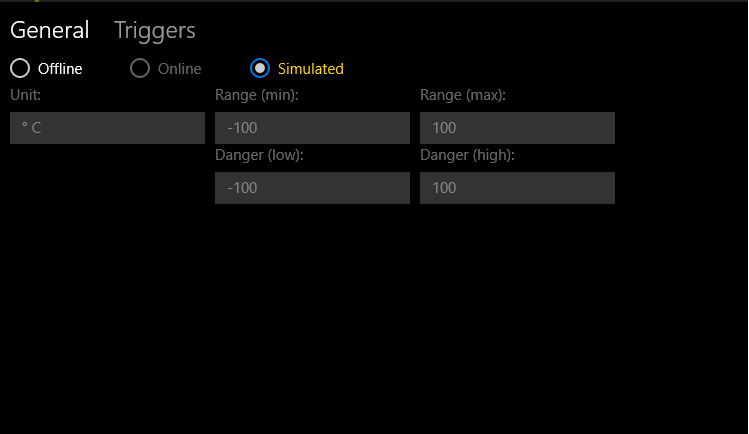 General Triggers
Offline Online Simulated
Unit: Range (min): Range (max):
° C -100 100
Danger (low): Danger (high):
-100 100